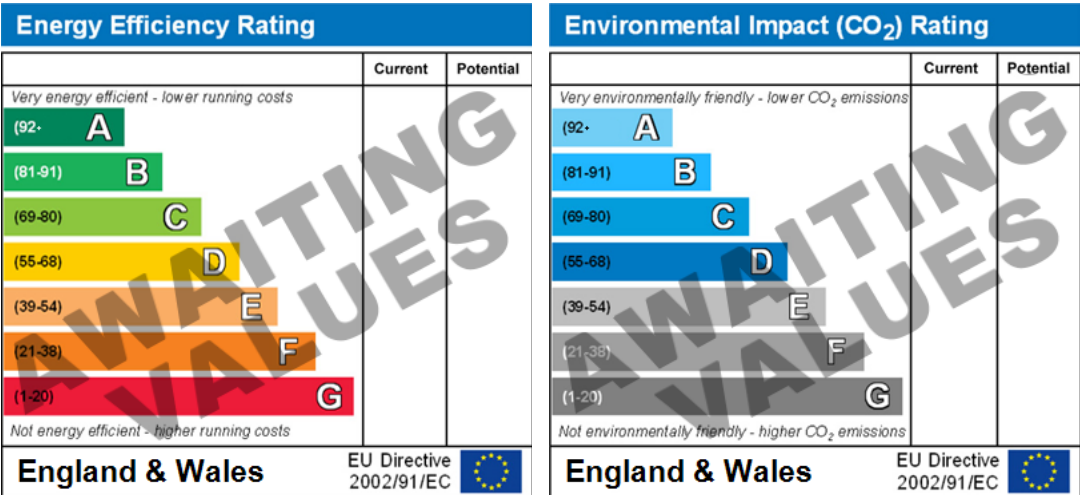 Energy Efficiency Rating
Current Potential
Very energy efficient - lower running costs
(92- A
(81-91) B
(69-80) C
(55-68) D
(39-54) E
(21-38) F
(1-20) G
Not energy efficient - higher running costs
AWAITING
VALUES
England & Wales
EU Directive
2002/91/EC
Environmental Impact (CO₂) Rating
Current Potential
Very environmentally friendly - lower CO₂ emissions
(92- A
(81-91) B
(69-80) C
(55-68) D
(39-54) E
(21-38) F
(1-20) G
Not environmentally friendly - higher CO₂ emissions
AWAITING
VALUES
England & Wales
EU Directive
2002/91/EC